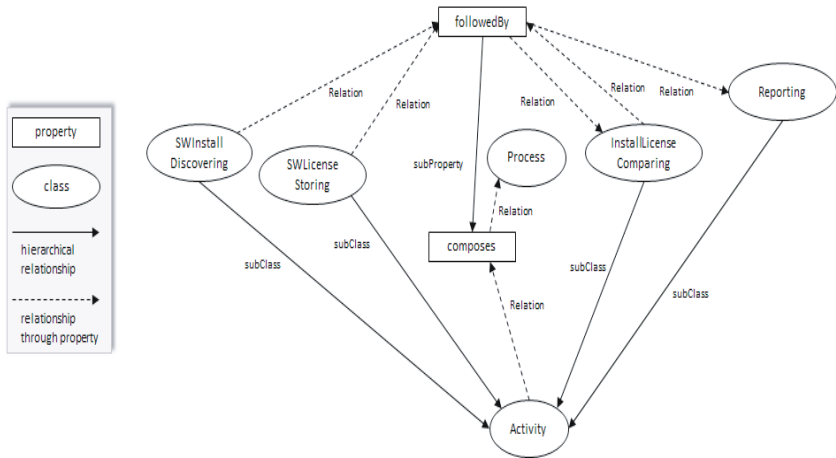 followedBy
Relation
Relation
Relation
Relation
Relation
Reporting
property
SWInstall
Discovering
SWLicense
Storing
Process
InstallLicense
Comparing
class
subProperty
Relation
hierarchical
relationship
subClass
subClass
composes
subClass
subClass
Relation
relationship
through property
Activity